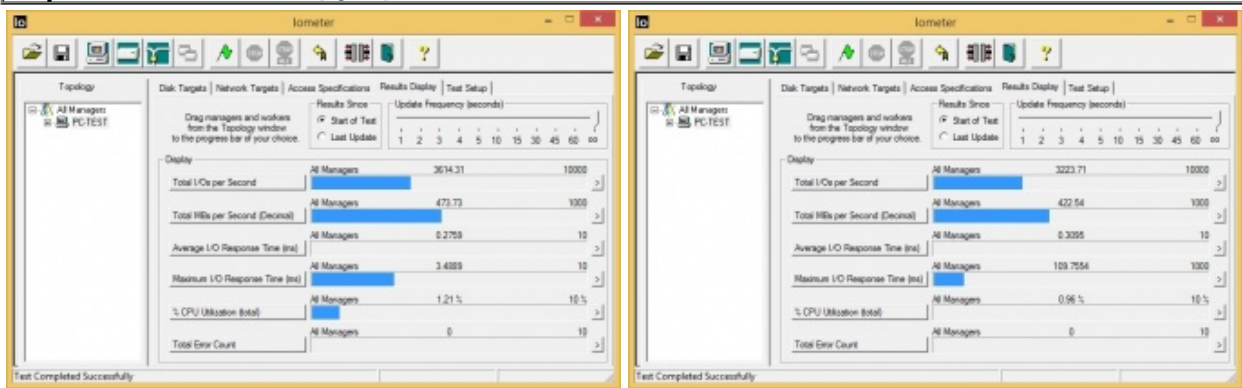 Iometer
Topology
All Managers
PC-TEST
Disk Targets | Network Targets | Access Specifications | Results Display | Test Setup
Drag managers and workers
from the Topology window
to the progress bar of your choice.
Results Since
Start of Test
Last Update
Update Frequency (seconds)
1 2 3 4 5 10 15 30 45 60 ∞
Display
All Managers 3614.31 10000
Total I/Os per Second
All Managers 473.73 1000
Total MBs per Second (Decimal)
All Managers 0.2759 10
Average I/O Response Time (ms)
All Managers 3.4889 10
Maximum I/O Response Time (ms)
All Managers 1.21 % 10 %
% CPU Utilization (total)
All Managers 0 10
Total Error Count
Test Completed Successfully
Iometer
Topology
All Managers
PC-TEST
Disk Targets | Network Targets | Access Specifications | Results Display | Test Setup
Drag managers and workers
from the Topology window
to the progress bar of your choice.
Results Since
Start of Test
Last Update
Update Frequency (seconds)
1 2 3 4 5 10 15 30 45 60 ∞
Display
All Managers 3223.71 10000
Total I/Os per Second
All Managers 422.54 1000
Total MBs per Second (Decimal)
All Managers 0.3095 10
Average I/O Response Time (ms)
All Managers 109.7554 1000
Maximum I/O Response Time (ms)
All Managers 0.96 % 10 %
% CPU Utilization (total)
All Managers 0 10
Total Error Count
Test Completed Successfully